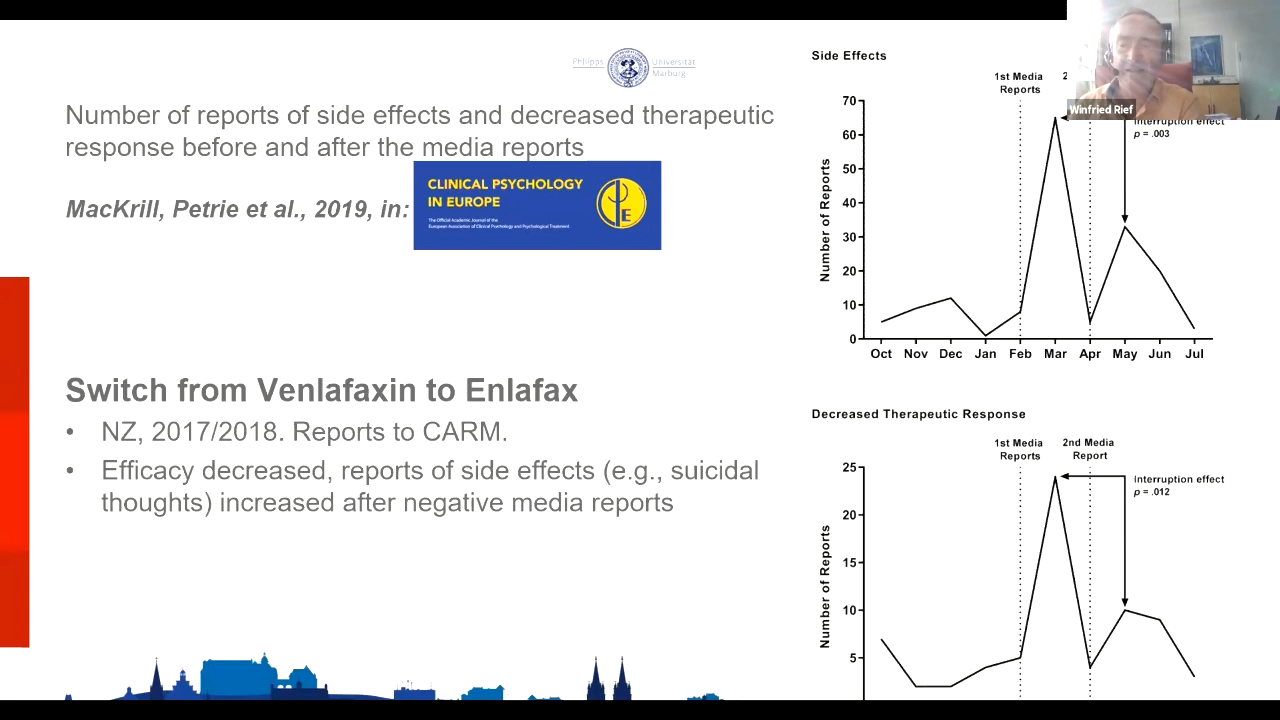 Philipps
Universität
Marburg
Number of reports of side effects and decreased therapeutic
response before and after the media reports
MacKrill, Petrie et al., 2019, in:
CLINICAL PSYCHOLOGY
IN EUROPE
The Official Academic Journal of the
European Association of Clinical Psychology and Psychological Treatment
E
Switch from Venlafaxin to Enlafax
• NZ, 2017/2018. Reports to CARM.
• Efficacy decreased, reports of side effects (e.g., suicidal
thoughts) increased after negative media reports
Side Effects
1st Media
Reports
2
Winfried Rief
Interruption effect
p = .003
Number of Reports
70
60
50
40
30
20
10
0
Oct Nov Dec Jan Feb Mar Apr May Jun Jul
Decreased Therapeutic Response
1st Media
Reports
2nd Media
Report
Interruption effect
p = .012
Number of Reports
25
20
15
10
5